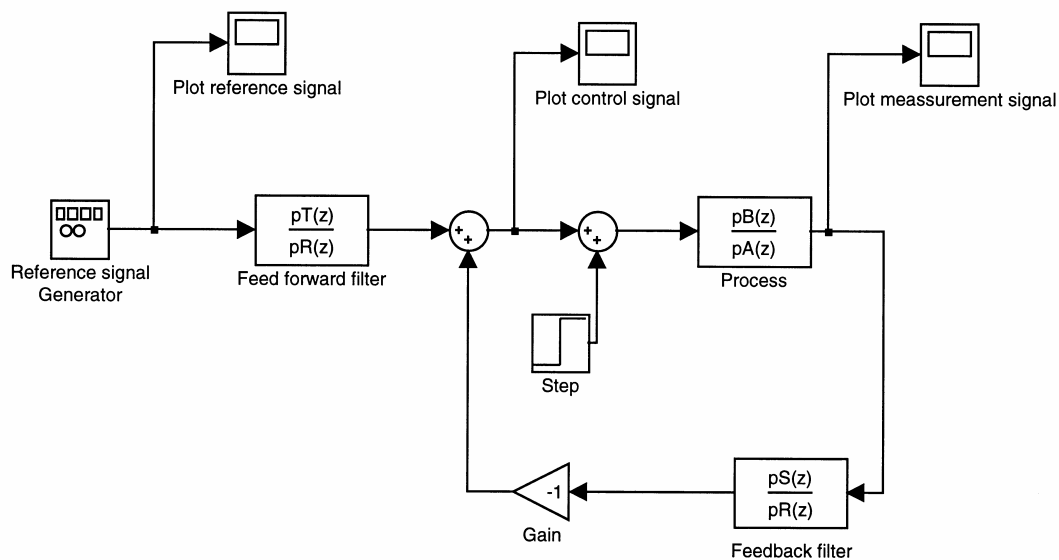 Plot reference signal
Plot control signal
Plot meassurement signal
Reference signal
Generator
pT(z)
pR(z)
Feed forward filter
+
+
+
+
pB(z)
pA(z)
Process
Step
-1
Gain
pS(z)
pR(z)
Feedback filter